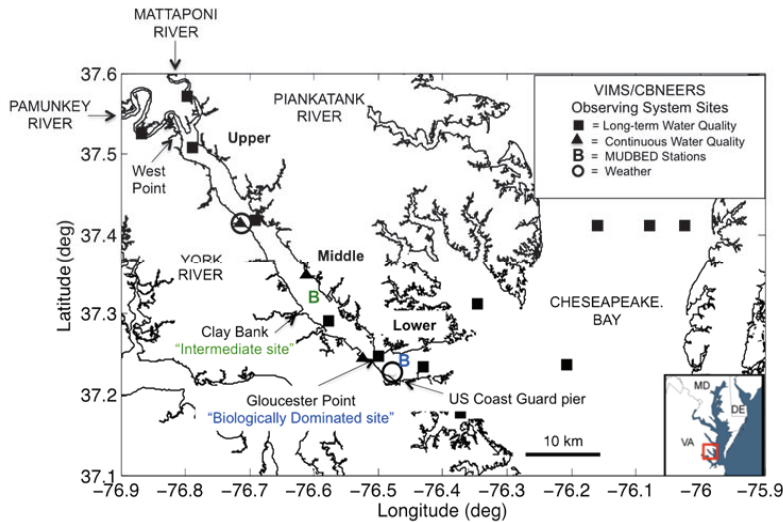 MATTAPONI
RIVER
PAMUNKEY
RIVER
37.6
37.5
37.4
37.3
37.2
37.1
Latitude (deg)
PIANKATANK
RIVER
Upper
West
Point
YORK
RIVER
Middle
B
Clay Bank
“Intermediate site”
Lower
B
Gloucester Point
“Biologically Dominated site”
US Coast Guard pier
CHESEAPEAKE.
BAY
10 km
VIMS/CBNEERS
Observing System Sites
= Long-term Water Quality
= Continuous Water Quality
B = MUDBED Stations
= Weather
MD
DE
VA
−76.9 −76.8 −76.7 −76.6 −76.5 −76.4 −76.3 −76.2 −76.1 −76 −75.9
Longitude (deg)